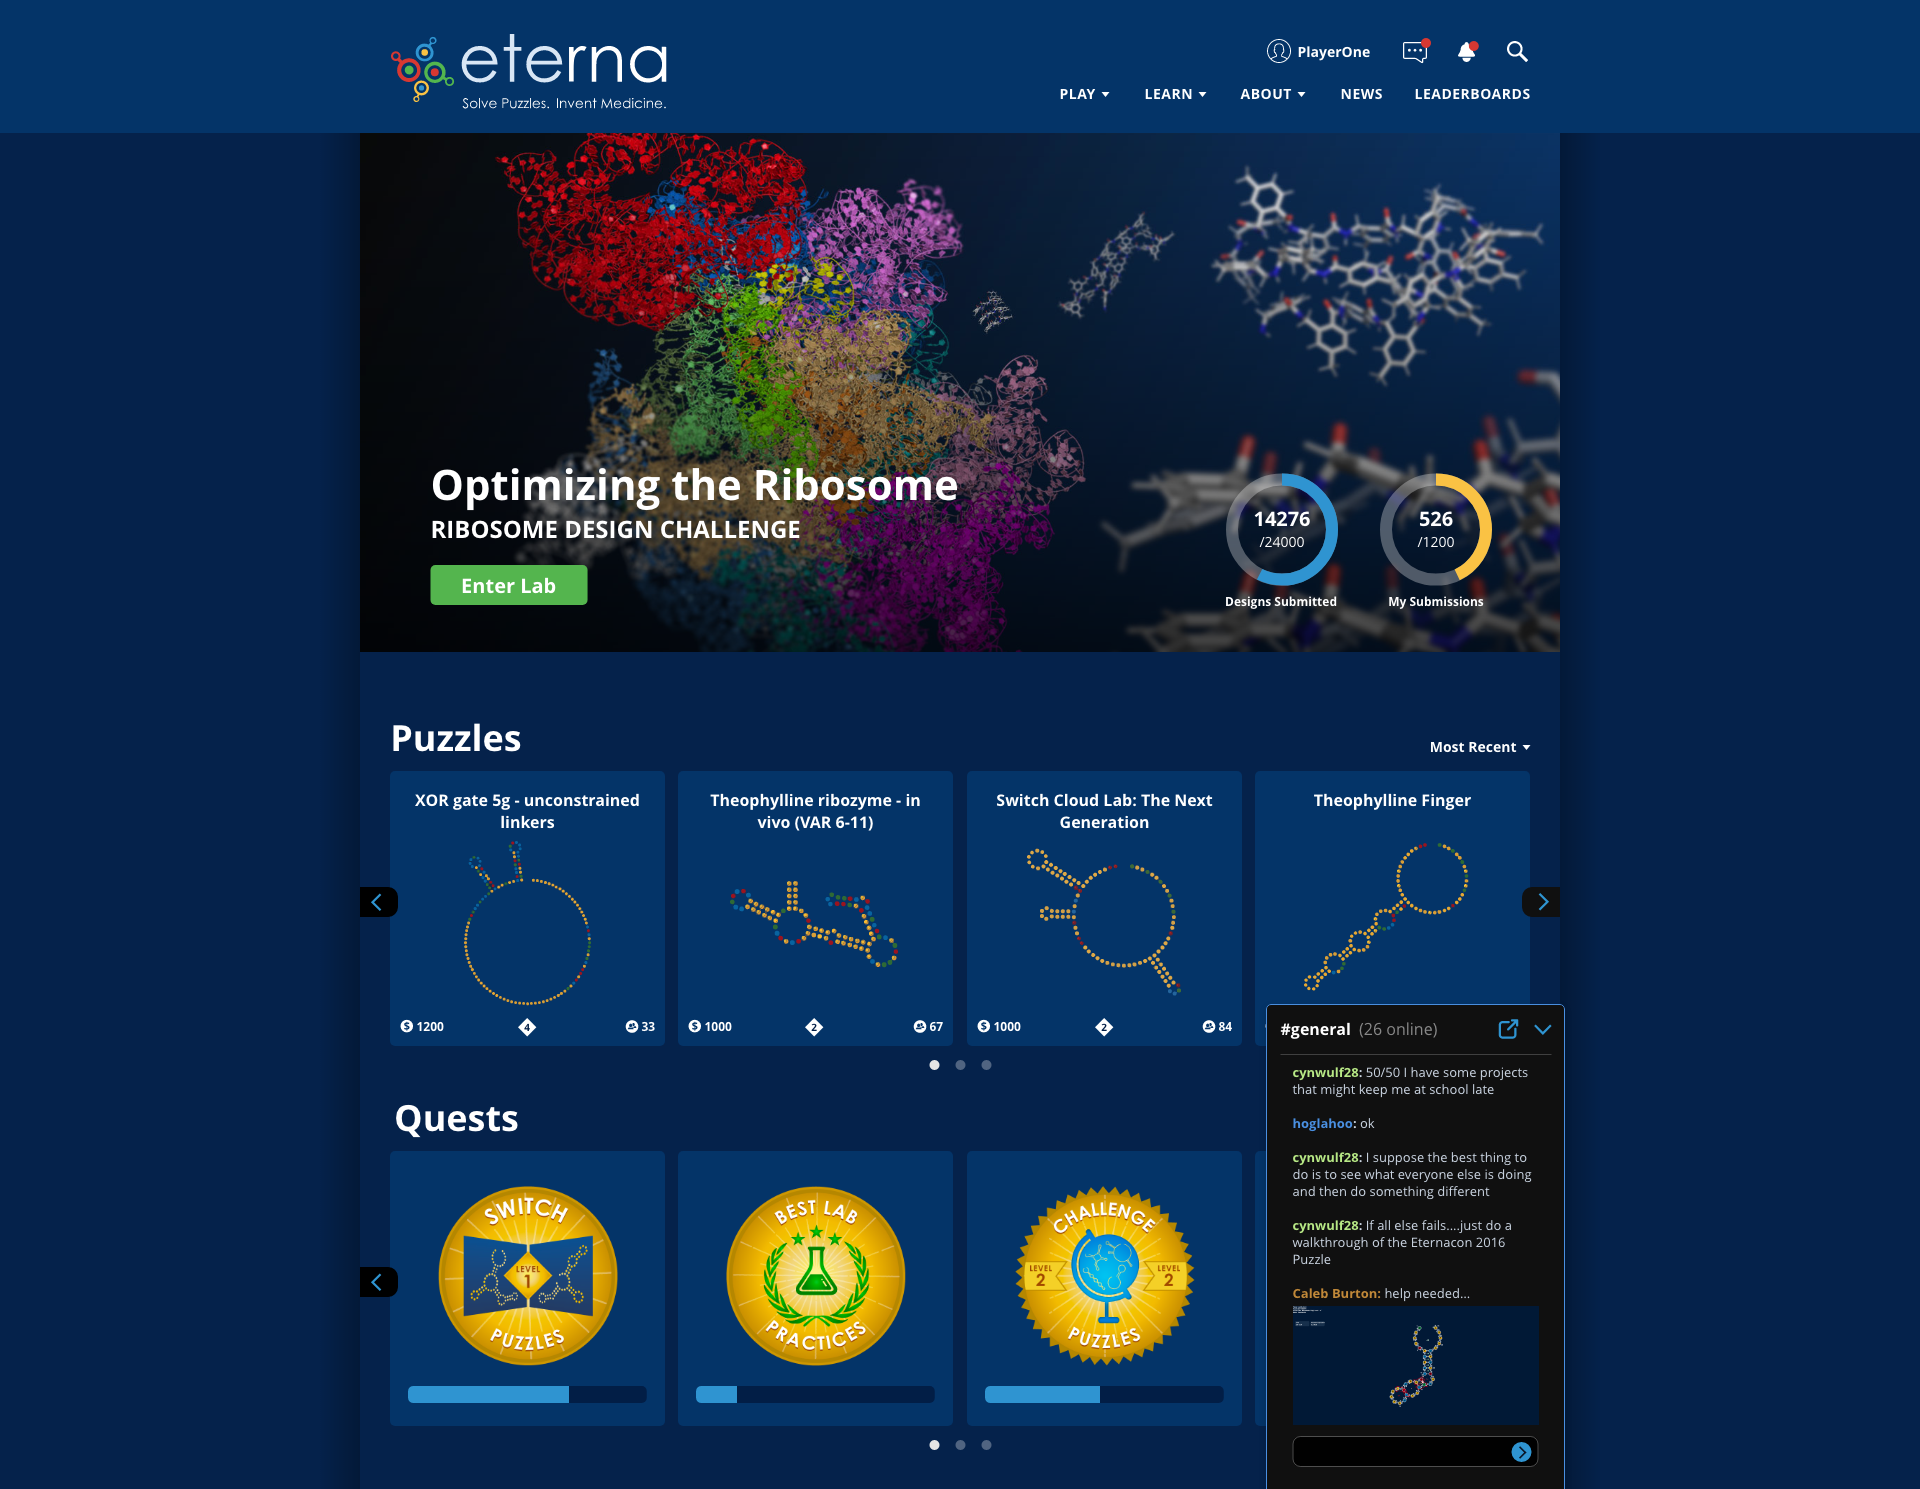 eterna
Solve Puzzles. Invent Medicine.
PlayerOne
PLAY LEARN ABOUT NEWS LEADERBOARDS
Optimizing the Ribosome
RIBOSOME DESIGN CHALLENGE
Enter Lab
14276
/24000
Designs Submitted
526
/1200
My Submissions
Puzzles
Most Recent
XOR gate 5g - unconstrained
linkers
$ 1200 4 33
Theophylline ribozyme - in
vivo (VAR 6-11)
$ 1000 2 67
Switch Cloud Lab: The Next
Generation
$ 1000 2 84
Theophylline Finger
Quests
SWITCH
LEVEL
1
PUZZLES
BEST LAB
PRACTICES
CHALLENGE
LEVEL
2
LEVEL
2
PUZZLES
#general (26 online)
cynwulf28: 50/50 I have some projects
that might keep me at school late
hoglahoo: ok
cynwulf28: I suppose the best thing to
do is to see what everyone else is doing
and then do something different
cynwulf28: If all else fails....just do a
walkthrough of the Eternacon 2016
Puzzle
Caleb Burton: help needed...